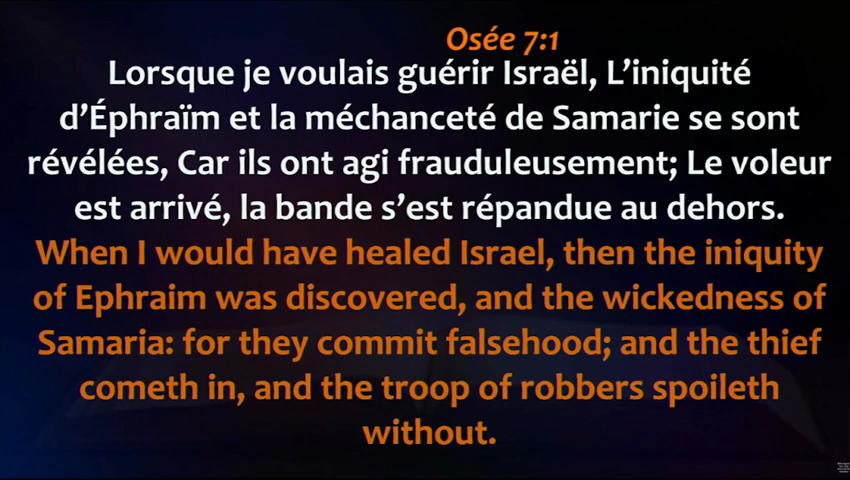 Osée 7:1
Lorsque je voulais guérir Israël, L’iniquité
d’Éphraïm et la méchanceté de Samarie se sont
révélées, Car ils ont agi frauduleusement; Le voleur
est arrivé, la bande s’est répandue au dehors.
When I would have healed Israel, then the iniquity
of Ephraim was discovered, and the wickedness of
Samaria: for they commit falsehood; and the thief
cometh in, and the troop of robbers spoileth
without.